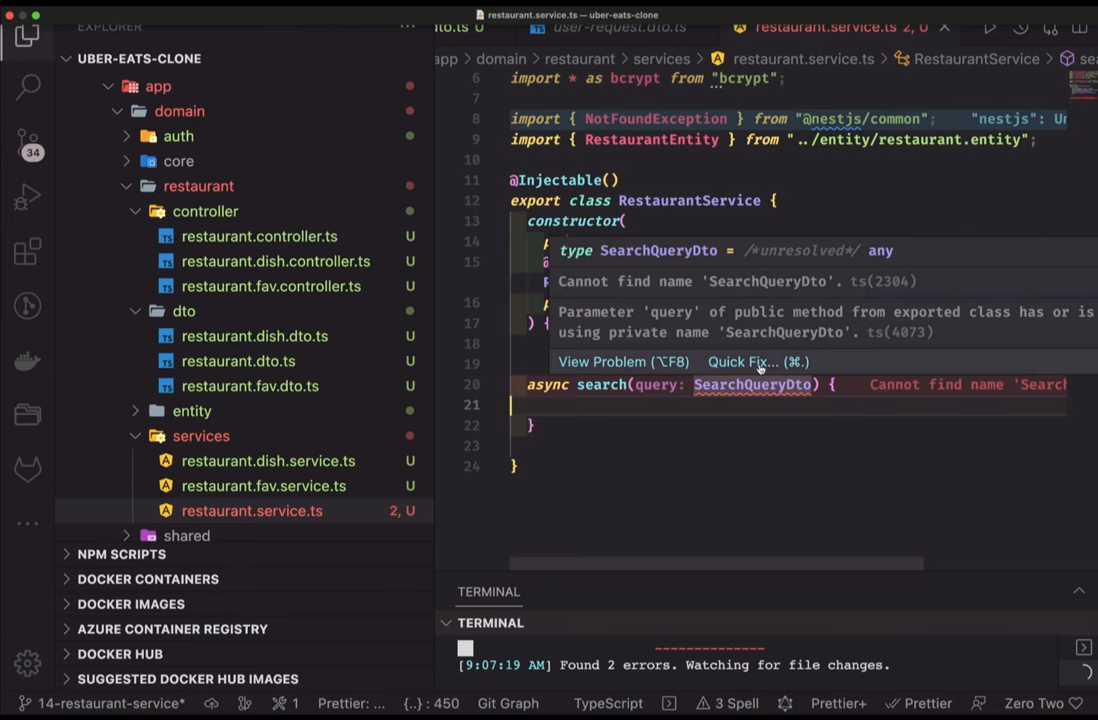 restaurant.service.ts — uber-eats-clone
EXPLORER
UBER-EATS-CLONE
app
domain
auth
core
restaurant
controller
restaurant.controller.ts U
restaurant.dish.controller.ts U
restaurant.fav.controller.ts U
dto
restaurant.dish.dto.ts U
restaurant.dto.ts U
restaurant.fav.dto.ts U
entity
services
restaurant.dish.service.ts U
restaurant.fav.service.ts U
restaurant.service.ts 2, U
shared
NPM SCRIPTS
DOCKER CONTAINERS
DOCKER IMAGES
AZURE CONTAINER REGISTRY
DOCKER HUB
SUGGESTED DOCKER HUB IMAGES
34
to.ts U user-request.dto.ts restaurant.service.ts 2, U
app > domain > restaurant > services > restaurant.service.ts > RestaurantService >
6 import * as bcrypt from "bcrypt";
7
8 import { NotFoundException } from "@nestjs/common"; "nestjs": Un
9 import { RestaurantEntity } from "../entity/restaurant.entity";
10
11 @Injectable()
12 export class RestaurantService {
13 constructor(
14
15
16
17 ) {
18
19
20 async search(query: SearchQueryDto) { Cannot find name 'Search
21
22 }
23
24 }
type SearchQueryDto = /*unresolved*/ any
Cannot find name 'SearchQueryDto'. ts(2304)
Parameter 'query' of public method from exported class has or is
using private name 'SearchQueryDto'. ts(4073)
View Problem (⌥F8) Quick Fix... (⌘.)
TERMINAL
TERMINAL
[9:07:19 AM] Found 2 errors. Watching for file changes.
14-restaurant-service* 1 Prettier: ... {..} : 450 Git Graph TypeScript 3 Spell Prettier+ Prettier Zero Two